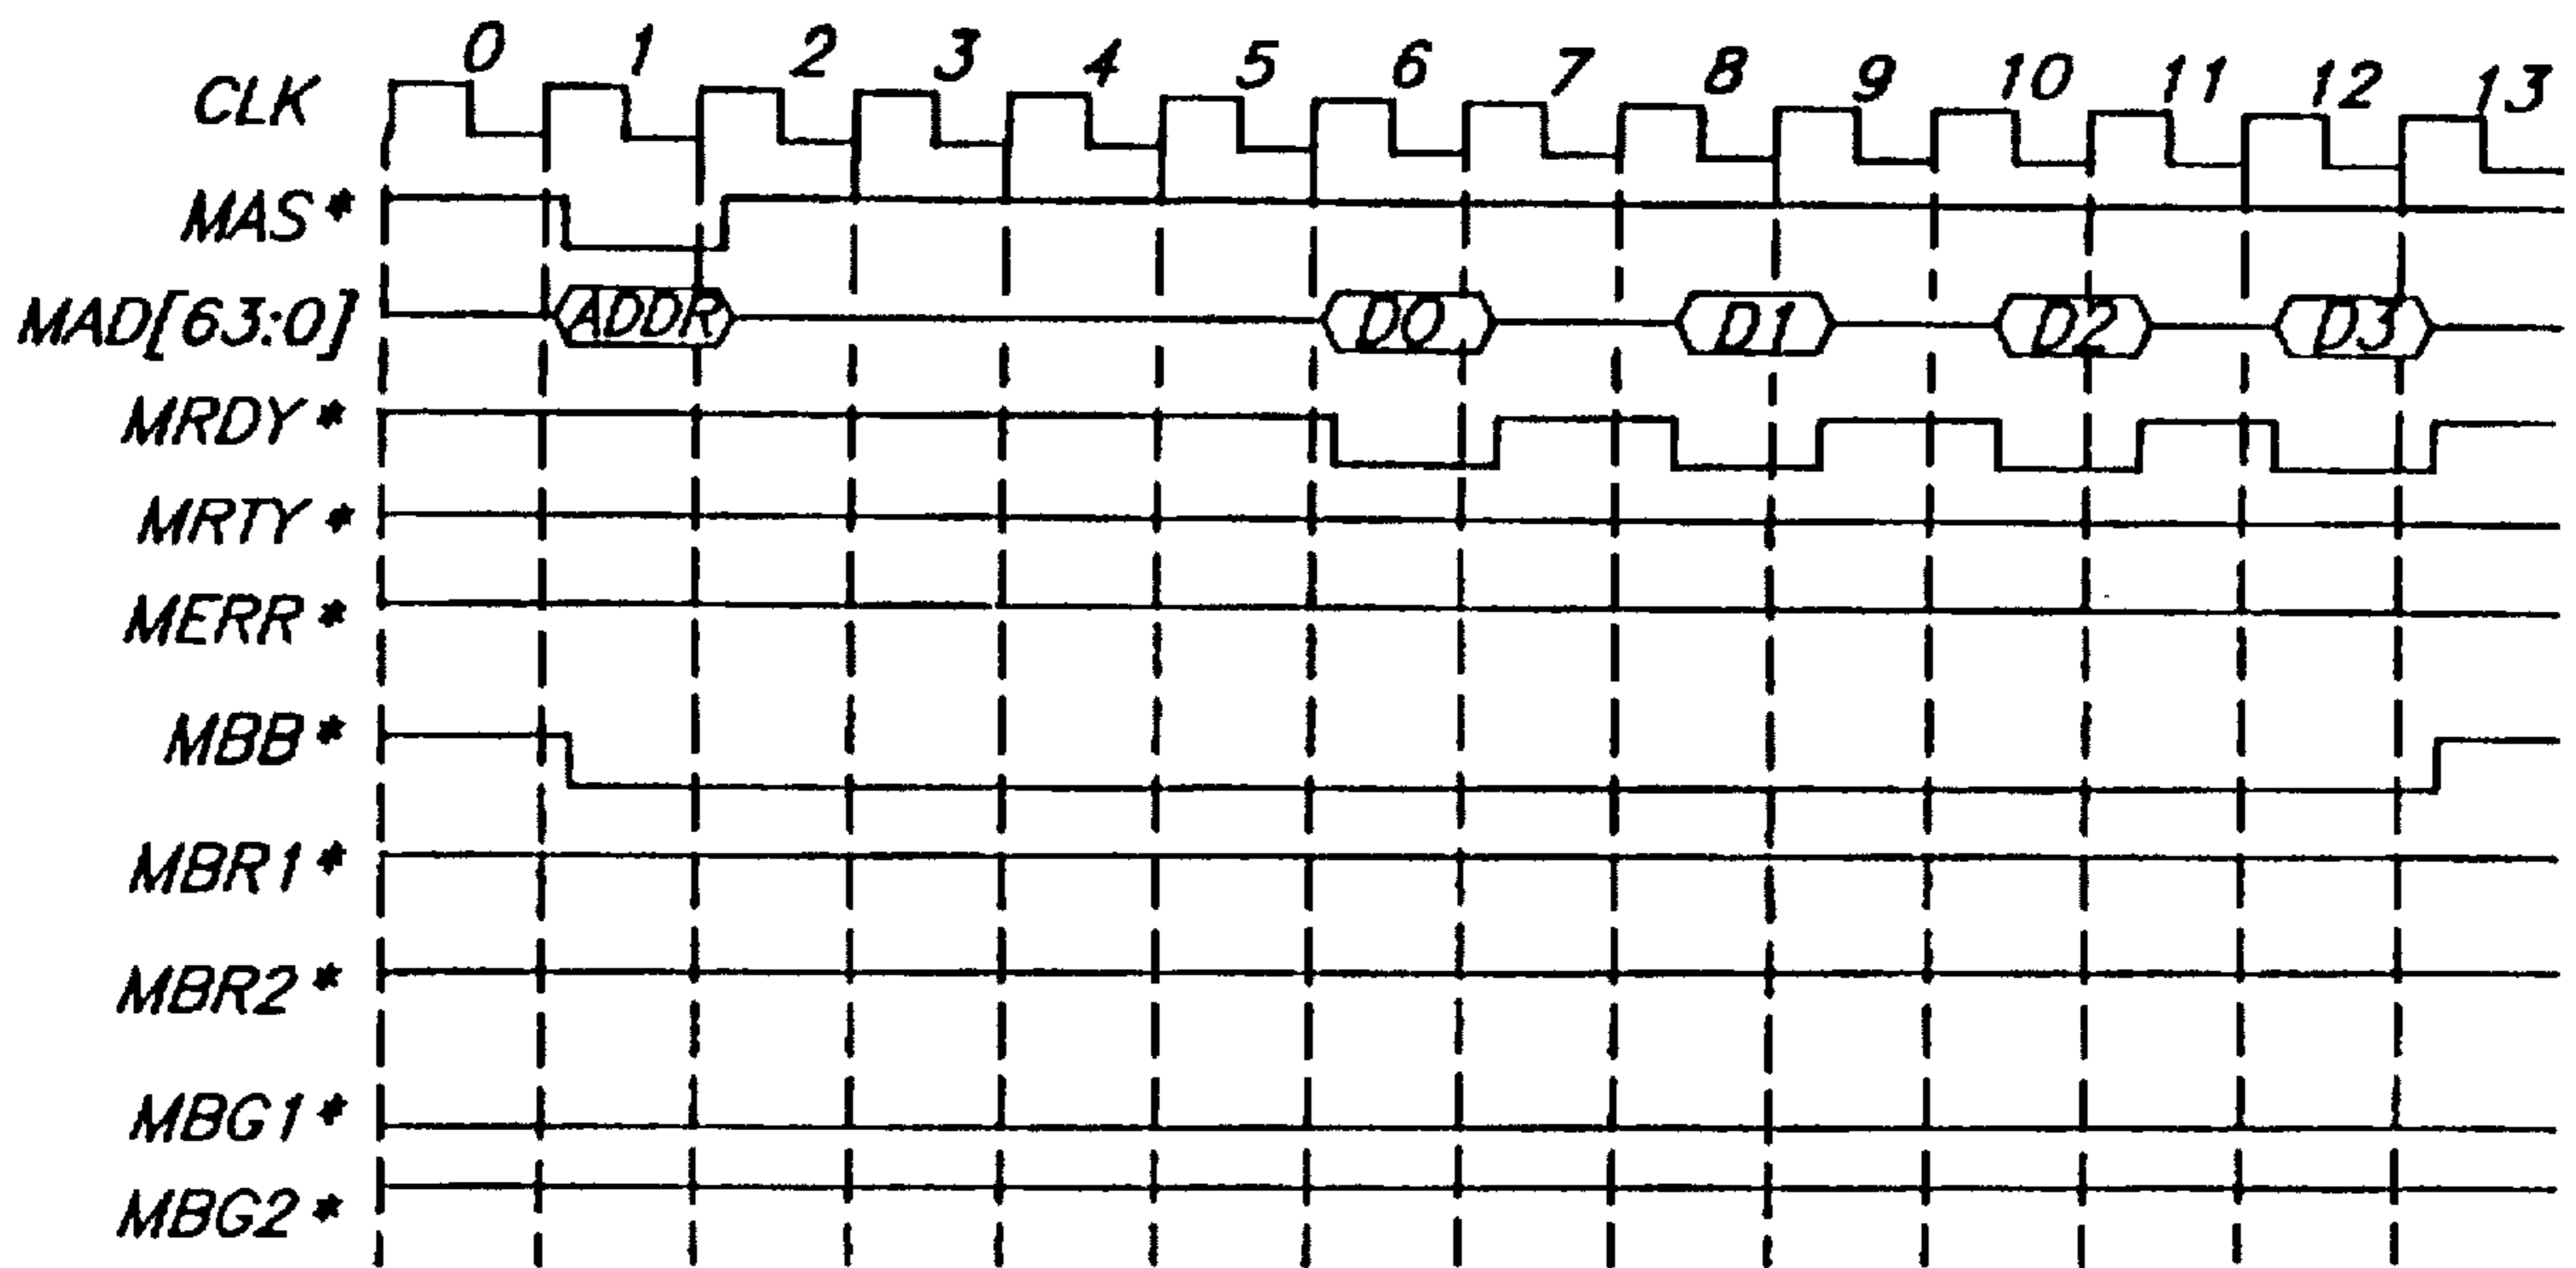 0 1 2 3 4 5 6 7 8 9 10 11 12 13
CLK
MAS*
MAD[63:0] ADDR D0 D1 D2 D3
MRDY*
MRTY*
MERR*
MBB*
MBR1*
MBR2*
MBG1*
MBG2*